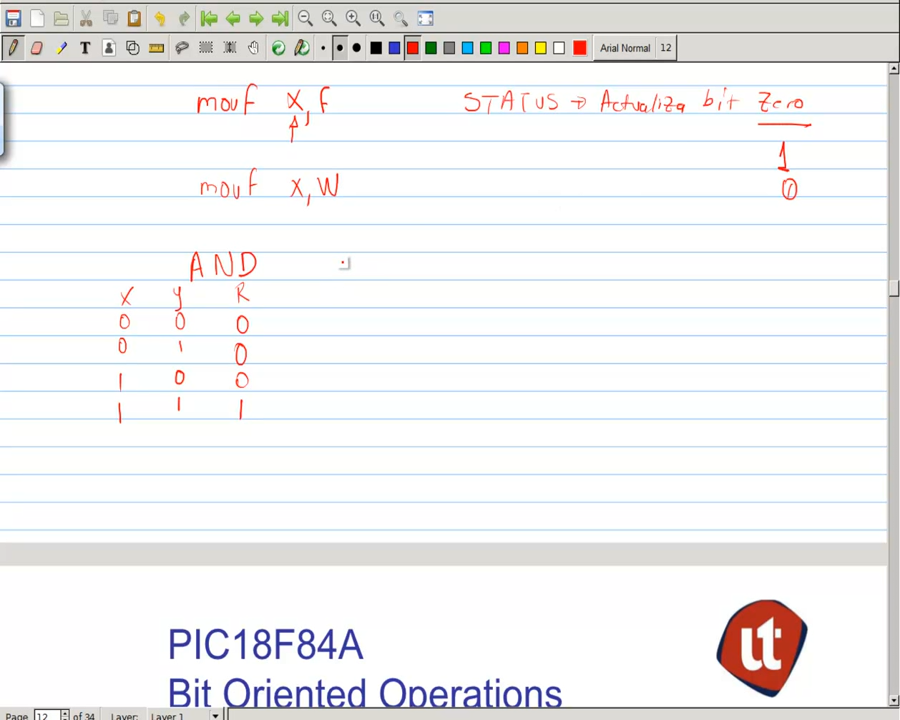 Arial Normal 12
movf X,F STATUS → Actualiza bit Zero
1
0
movf X,W
AND
X Y R
0 0 0
0 1 0
1 0 0
1 1 1
PIC18F84A
ut
Bit Oriented Operations
Page 12 of 34 Layer: Layer 1